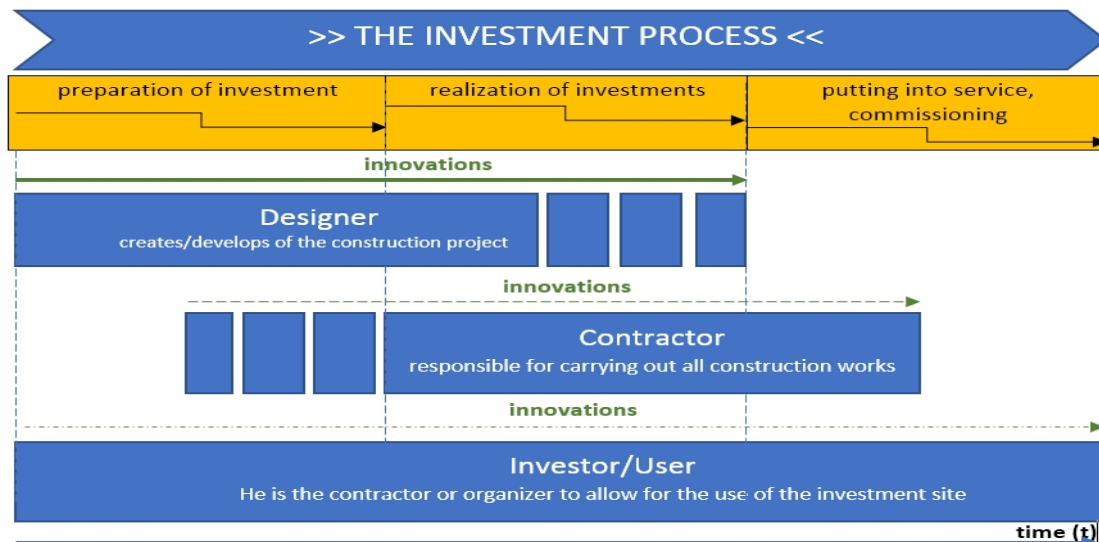 >> THE INVESTMENT PROCESS <<
preparation of investment
realization of investments
putting into service,
commissioning
innovations
Designer
creates/develops of the construction project
innovations
Contractor
responsible for carrying out all construction works
innovations
Investor/User
He is the contractor or organizer to allow for the use of the investment site
time (t)